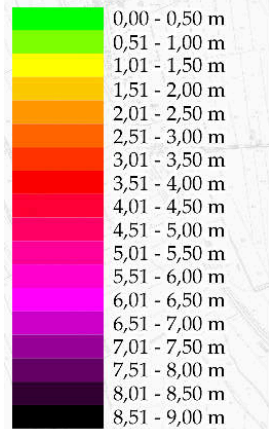 0,00 - 0,50 m
0,51 - 1,00 m
1,01 - 1,50 m
1,51 - 2,00 m
2,01 - 2,50 m
2,51 - 3,00 m
3,01 - 3,50 m
3,51 - 4,00 m
4,01 - 4,50 m
4,51 - 5,00 m
5,01 - 5,50 m
5,51 - 6,00 m
6,01 - 6,50 m
6,51 - 7,00 m
7,01 - 7,50 m
7,51 - 8,00 m
8,01 - 8,50 m
8,51 - 9,00 m